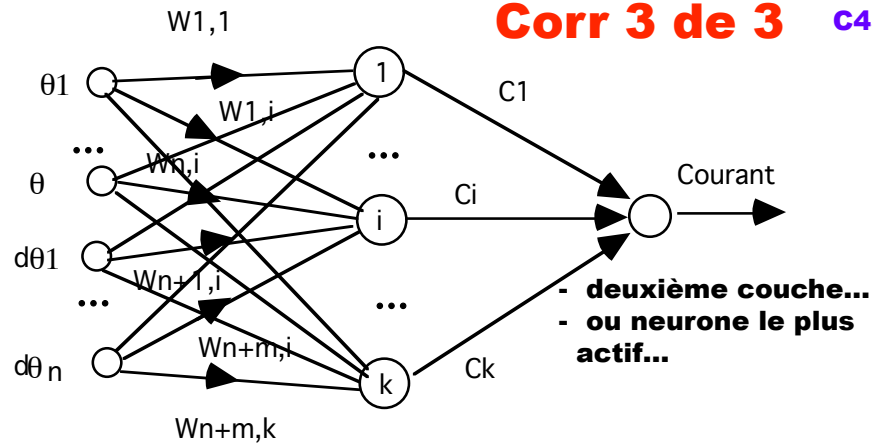 Corr 3 de 3
C4
W1,1
θ1
1
C1
W1,i
...
...
Wn,i
θ
Courant
Ci
i
dθ1
Wn+1,i
...
...
- deuxième couche...
- ou neurone le plus
actif...
Wn+m,i
dθ n
Ck
k
Wn+m,k